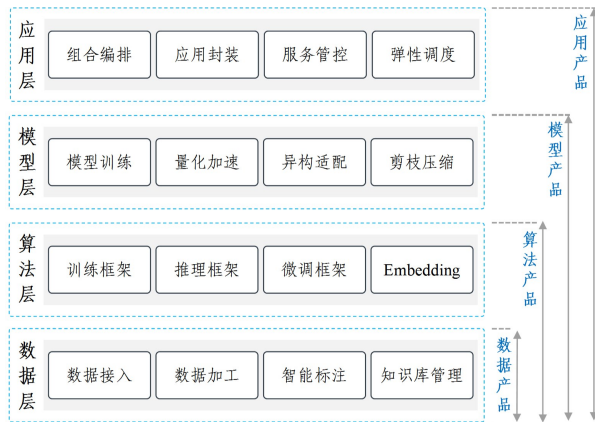 应用层
组合编排
应用封装
服务管控
弹性调度
模型层
模型训练
量化加速
异构适配
剪枝压缩
算法层
训练框架
推理框架
微调框架
Embedding
数据层
数据接入
数据加工
智能标注
知识库管理
数据产品
算法产品
模型产品
应用产品